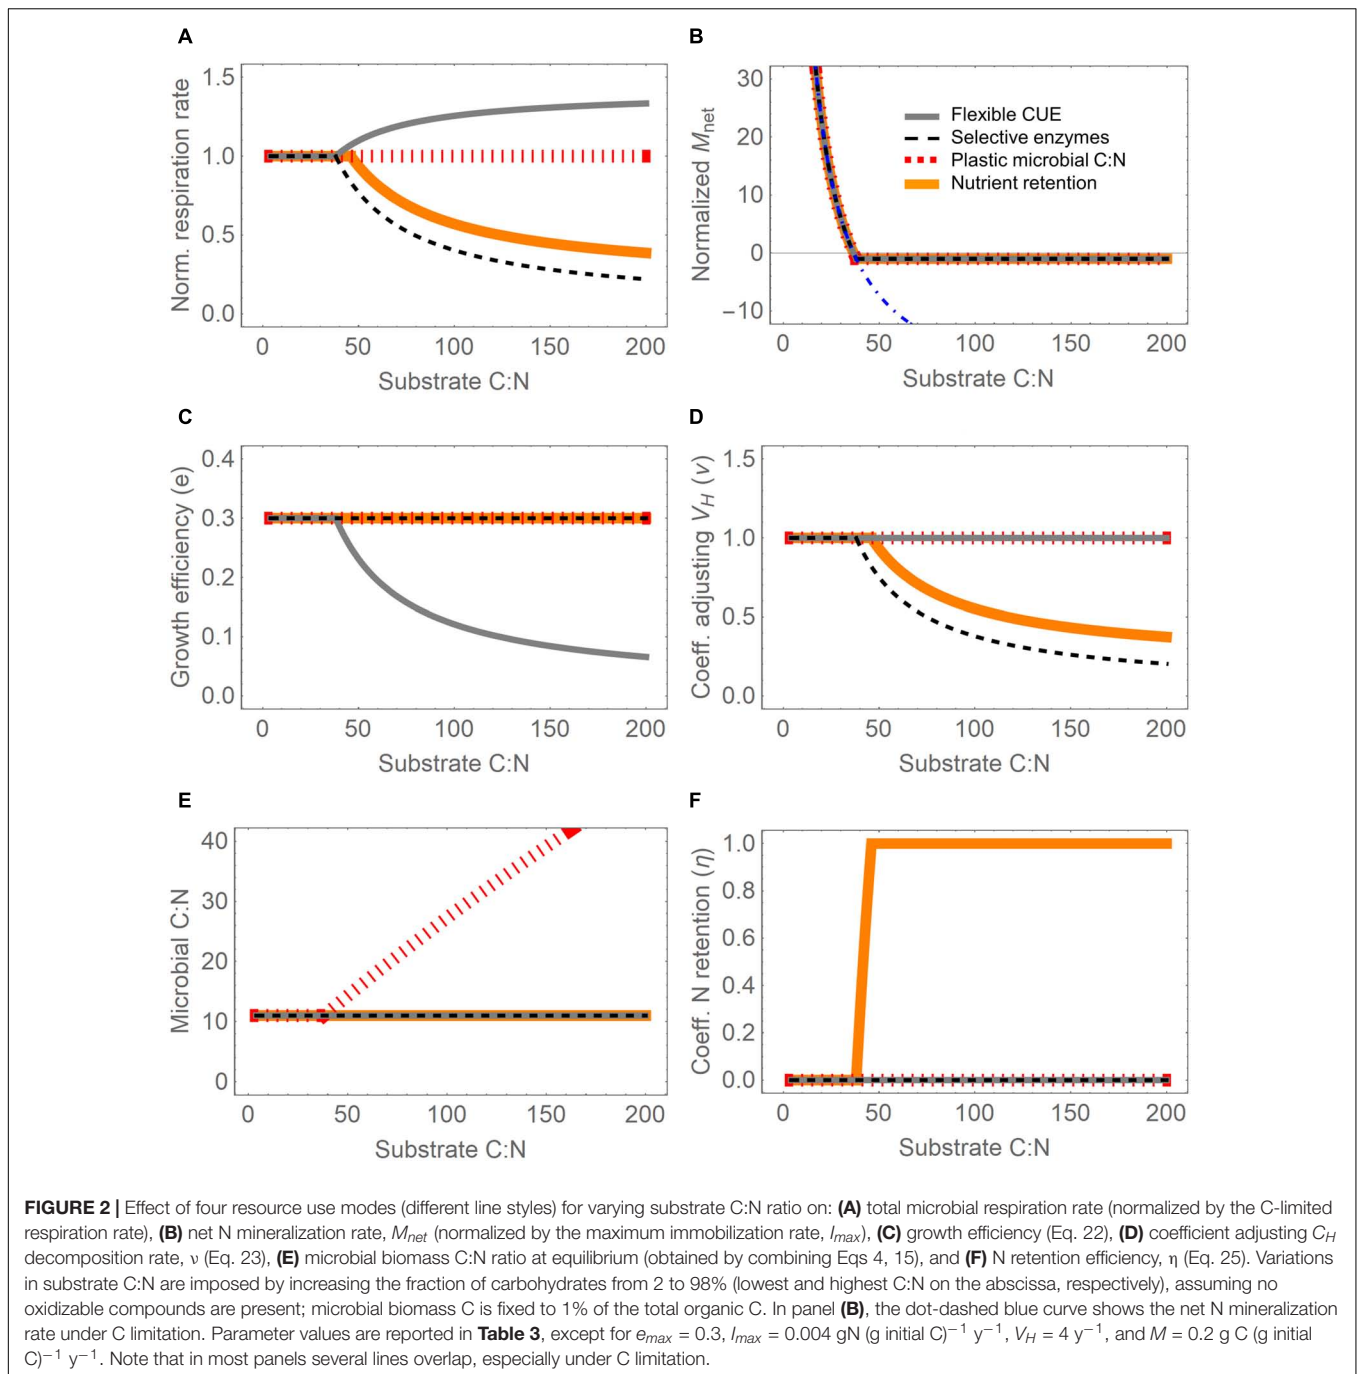 A
1.5
1.0
0.5
0.0
Norm. respiration rate
0 50 100 150 200
Substrate C:N
B
30
20
10
0
−10
Normalized Mnet
Flexible CUE
Selective enzymes
Plastic microbial C:N
Nutrient retention
0 50 100 150 200
Substrate C:N
C
0.4
0.3
0.2
0.1
0.0
Growth efficiency (e)
0 50 100 150 200
Substrate C:N
D
1.5
1.0
0.5
0.0
Coeff. adjusting VH (v)
0 50 100 150 200
Substrate C:N
E
40
30
20
10
0
Microbial C:N
0 50 100 150 200
Substrate C:N
F
1.0
0.8
0.6
0.4
0.2
0.0
Coeff. N retention (η)
0 50 100 150 200
Substrate C:N
FIGURE 2 | Effect of four resource use modes (different line styles) for varying substrate C:N ratio on: (A) total microbial respiration rate (normalized by the C-limited
respiration rate), (B) net N mineralization rate, Mnet (normalized by the maximum immobilization rate, Imax), (C) growth efficiency (Eq. 22), (D) coefficient adjusting CH
decomposition rate, ν (Eq. 23), (E) microbial biomass C:N ratio at equilibrium (obtained by combining Eqs 4, 15), and (F) N retention efficiency, η (Eq. 25). Variations
in substrate C:N are imposed by increasing the fraction of carbohydrates from 2 to 98% (lowest and highest C:N on the abscissa, respectively), assuming no
oxidizable compounds are present; microbial biomass C is fixed to 1% of the total organic C. In panel (B), the dot-dashed blue curve shows the net N mineralization
rate under C limitation. Parameter values are reported in Table 3, except for emax = 0.3, Imax = 0.004 gN (g initial C)−1 y−1, VH = 4 y−1, and M = 0.2 g C (g initial
C)−1 y−1. Note that in most panels several lines overlap, especially under C limitation.